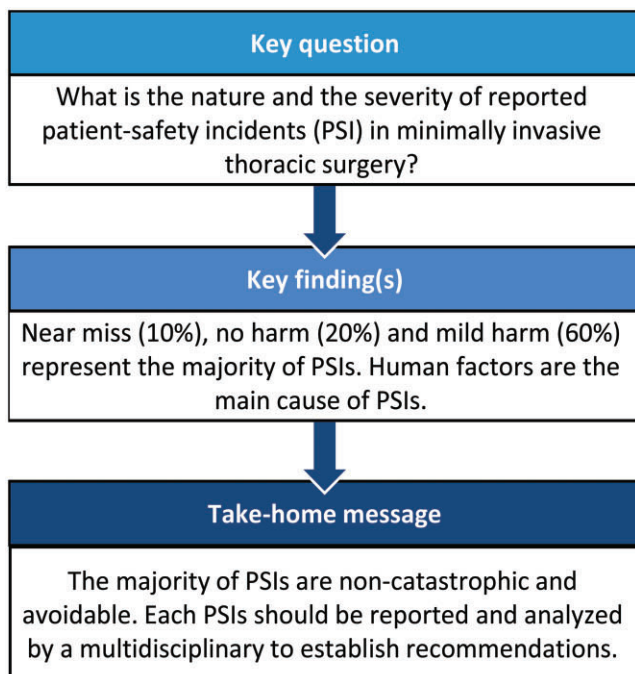 Key question
What is the nature and the severity of reported
patient-safety incidents (PSI) in minimally invasive
thoracic surgery?
Key finding(s)
Near miss (10%), no harm (20%) and mild harm (60%)
represent the majority of PSIs. Human factors are the
main cause of PSIs.
Take-home message
The majority of PSIs are non-catastrophic and
avoidable. Each PSIs should be reported and analyzed
by a multidisciplinary to establish recommendations.